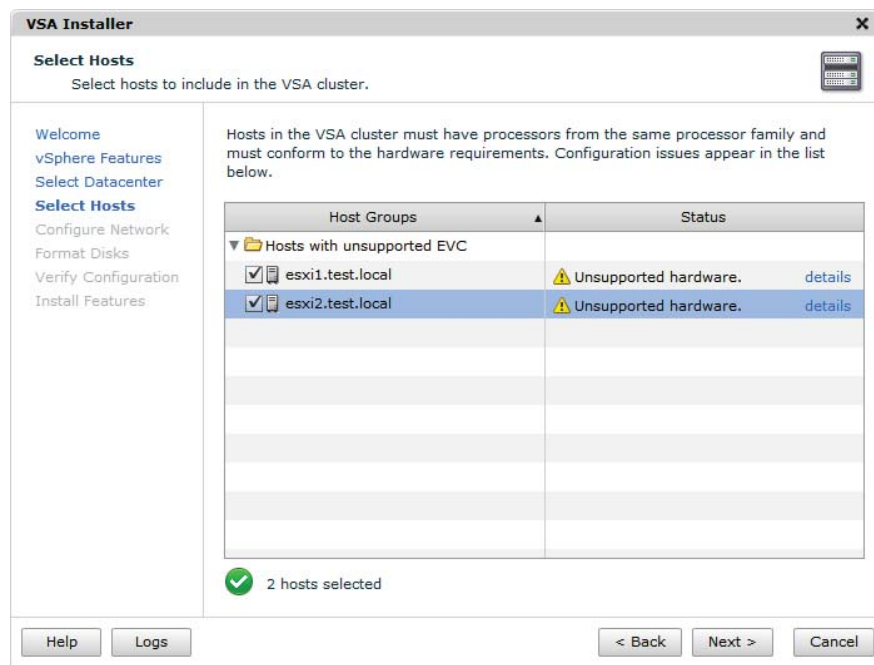 VSA Installer
Select Hosts
Select hosts to include in the VSA cluster.
Welcome
vSphere Features
Select Datacenter
Select Hosts
Configure Network
Format Disks
Verify Configuration
Install Features
Hosts in the VSA cluster must have processors from the same processor family and
must conform to the hardware requirements. Configuration issues appear in the list
below.
Host Groups Status
Hosts with unsupported EVC
esxi1.test.local Unsupported hardware. details
esxi2.test.local Unsupported hardware. details
2 hosts selected
Help Logs < Back Next > Cancel